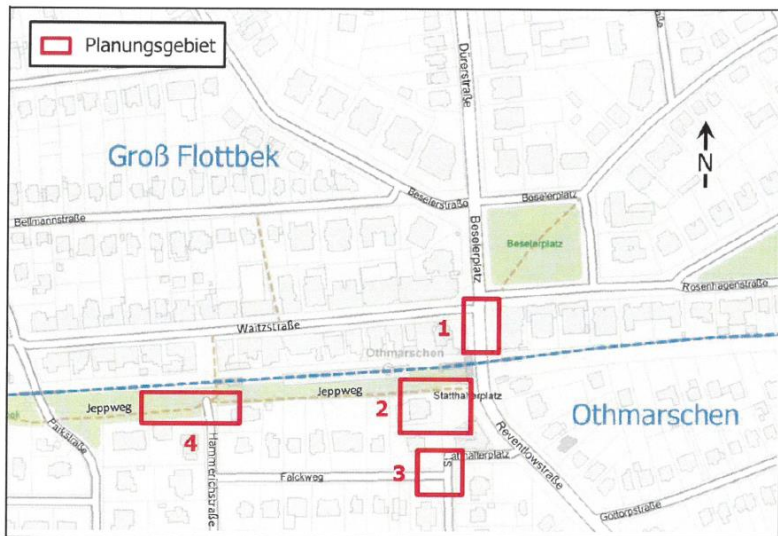 Planungsgebiet
Dürerstraße
Groß Flottbek
N
Bellmannstraße
Beselerstraße
Beselerplatz
Beselerplatz
Beselerplatz
Rosenhagenstraße
Waitzstraße
1
Othmarschen
Jeppweg
Jeppweg
2
Statthalterplatz
Othmarschen
Parkstraße
4
Hammerichstraße
Reventlowstraße
3
Falckweg
Godorpstraße